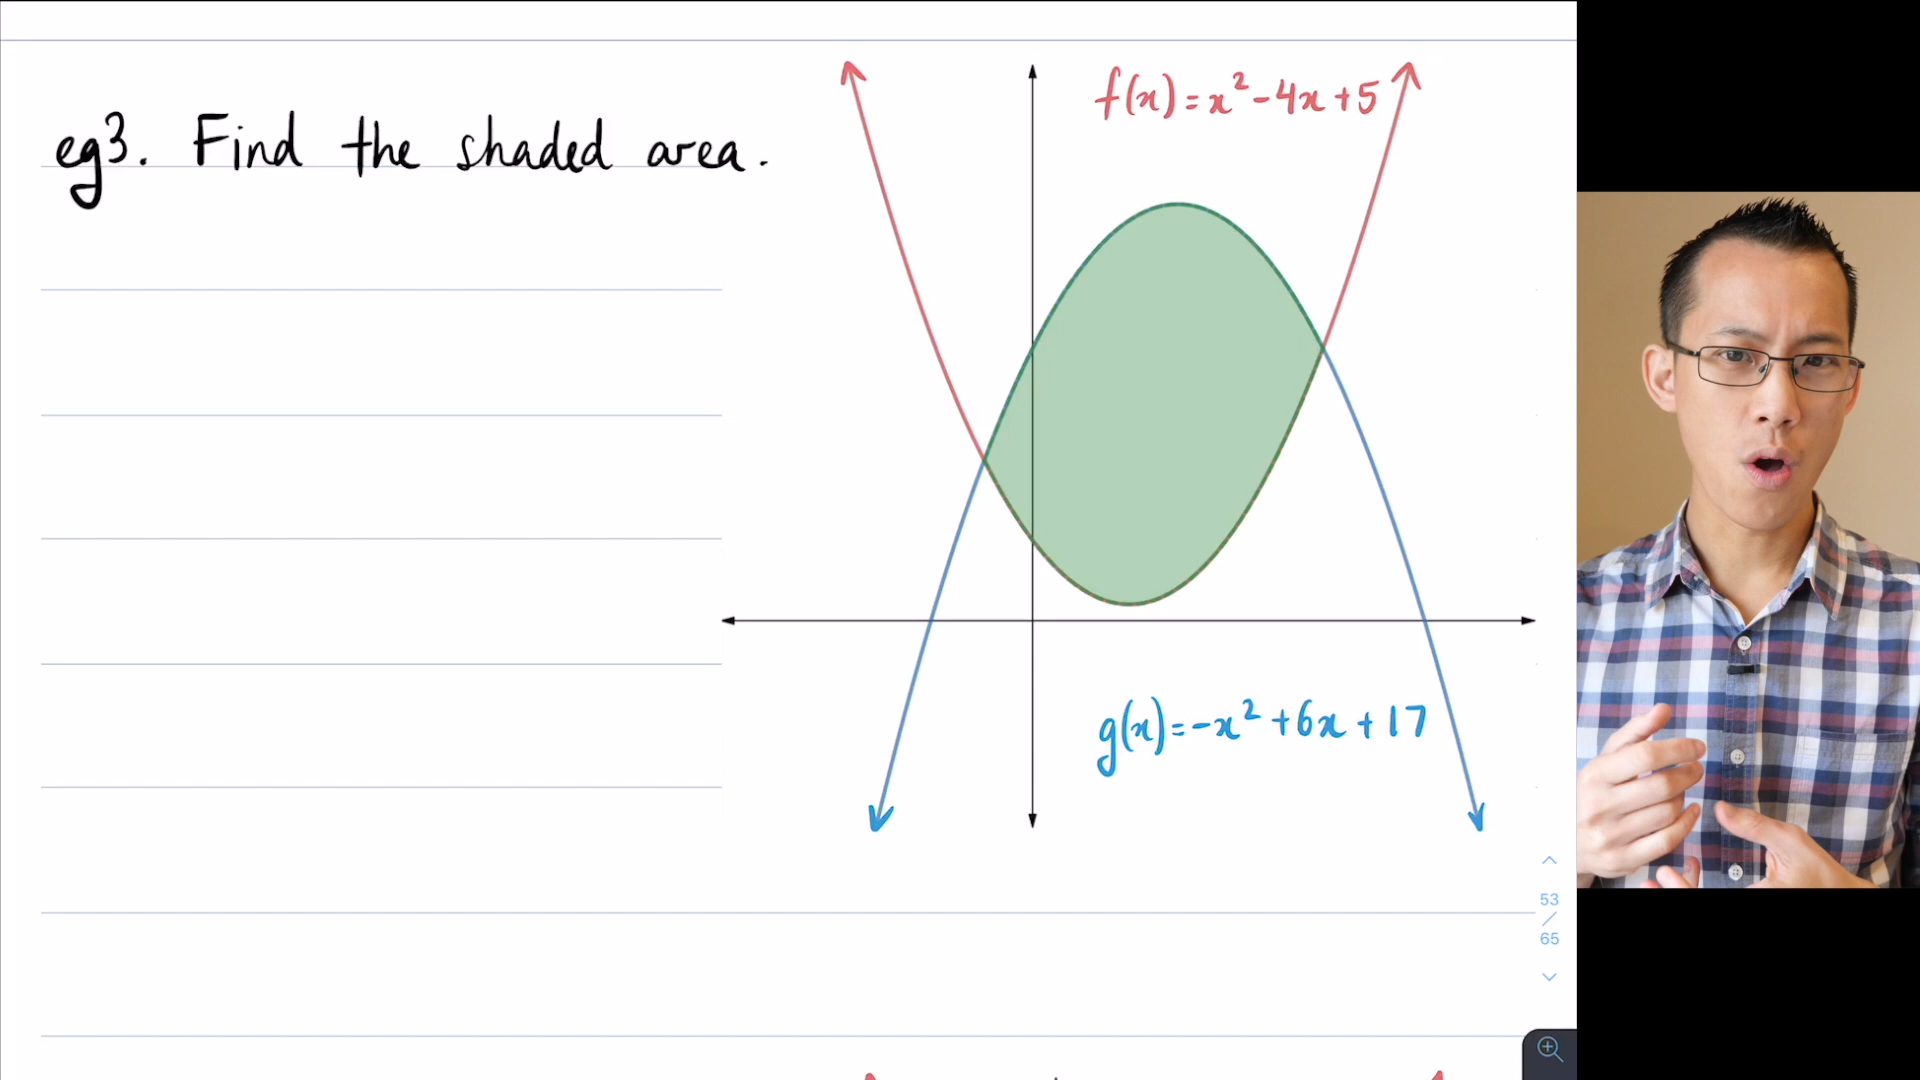 f(x) = x² - 4x + 5
eg3. Find the shaded area.
g(x) = -x² + 6x + 17
53
/
65